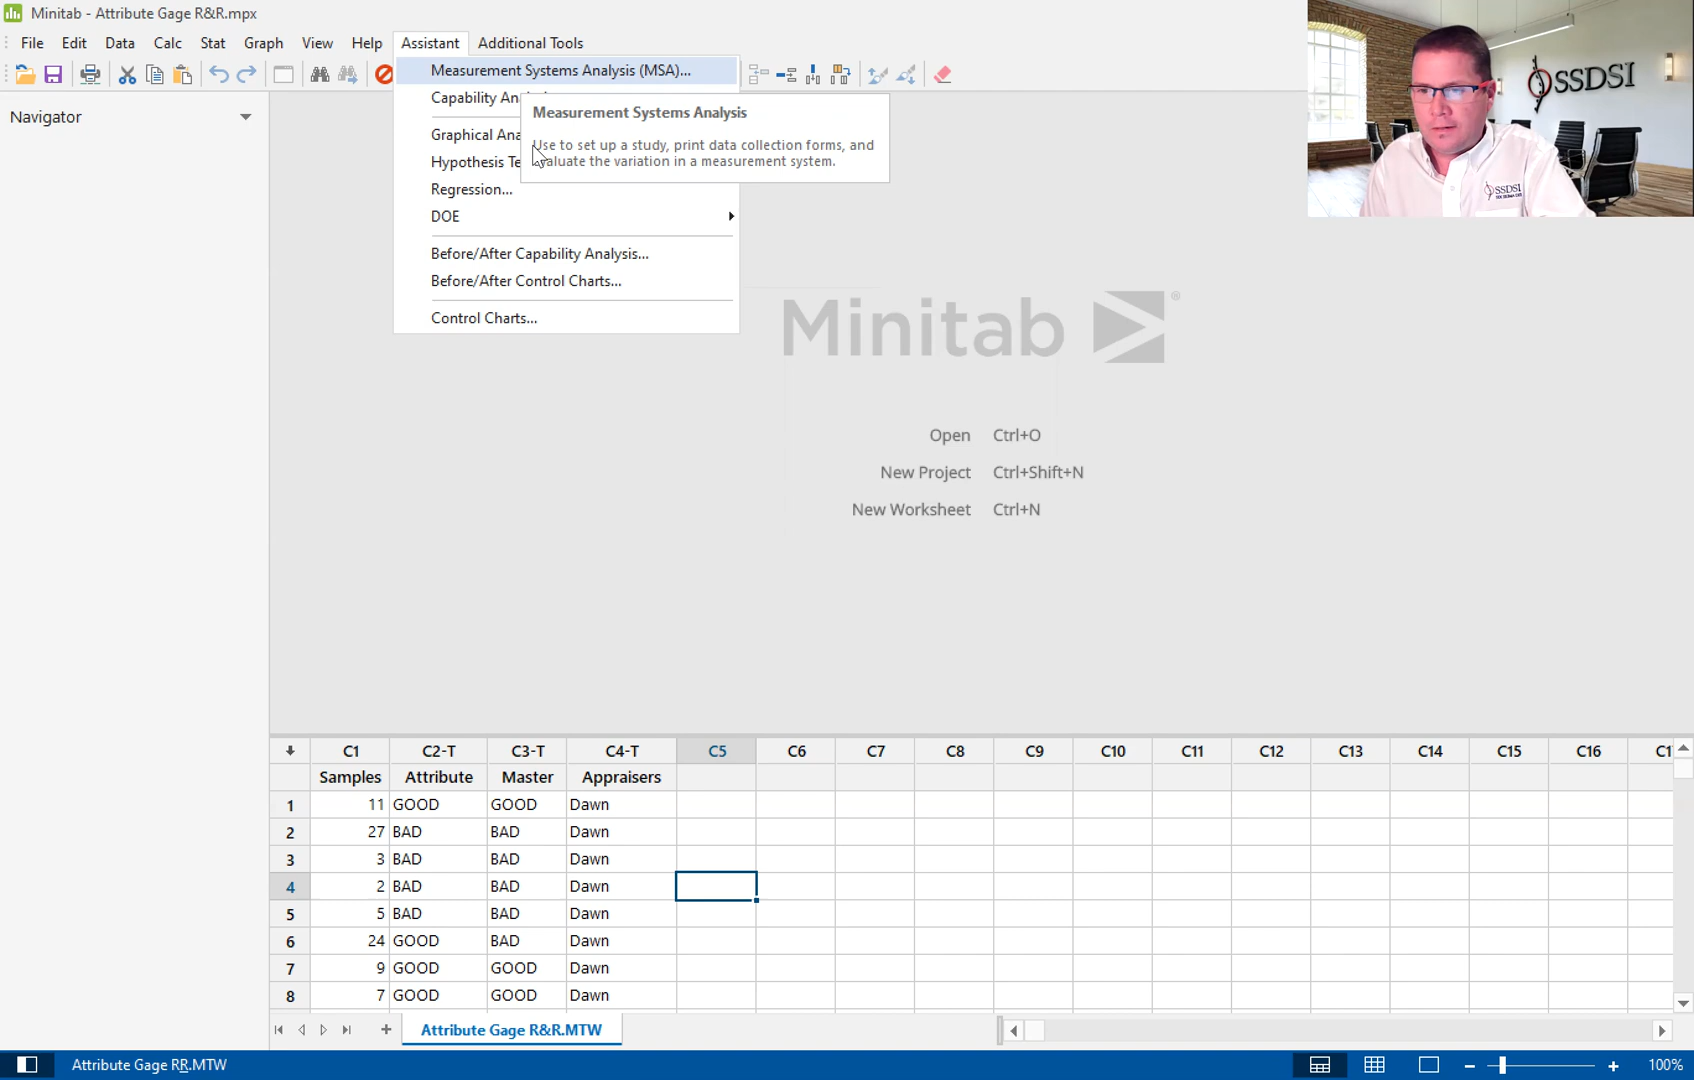 Minitab - Attribute Gage R&R.mpx
File Edit Data Calc Stat Graph View Help Assistant Additional Tools
Measurement Systems Analysis (MSA)...
Capability
Measurement Systems Analysis
Use to set up a study, print data collection forms, and
evaluate the variation in a measurement system.
Graphical
Hypothesis
Regression...
DOE
Before/After Capability Analysis...
Before/After Control Charts...
Control Charts...
Navigator
SSDSI
SSDSI
Minitab
Open Ctrl+O
New Project Ctrl+Shift+N
New Worksheet Ctrl+N
C1 C2-T C3-T C4-T C5 C6 C7 C8 C9 C10 C11 C12 C13 C14 C15 C16
Samples Attribute Master Appraisers
1 11 GOOD GOOD Dawn
2 27 BAD BAD Dawn
3 3 BAD BAD Dawn
4 2 BAD BAD Dawn
5 5 BAD BAD Dawn
6 24 GOOD BAD Dawn
7 9 GOOD GOOD Dawn
8 7 GOOD GOOD Dawn
+ Attribute Gage R&R.MTW
Attribute Gage RR.MTW
100%